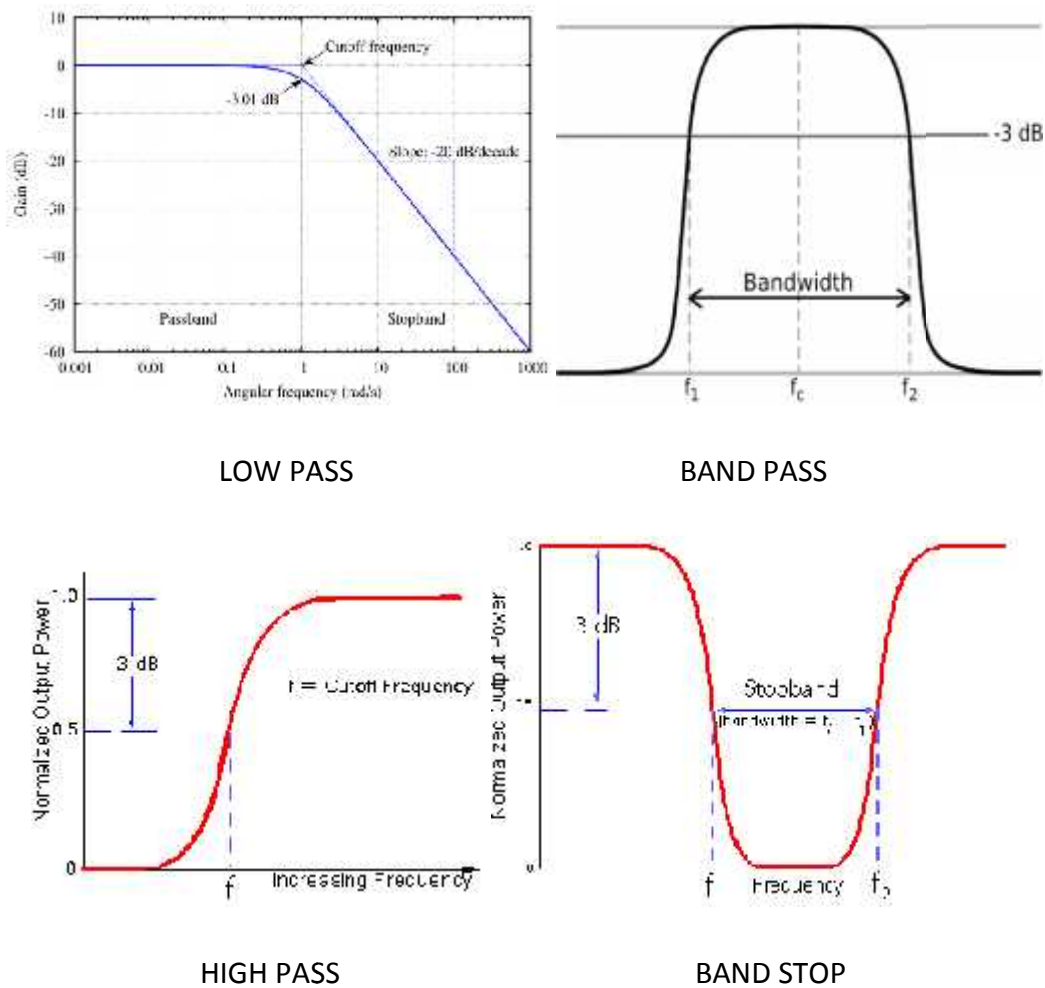 10
0
-10
-20
-30
-40
-50
-60
Gain (dB)
Cutoff frequency
-3.01 dB
Slope: -20 dB/decade
Passband
Stopband
0.001
0.01
0.1
1
10
100
1000
Angular frequency (rad/s)
-3 dB
Bandwidth
f1
fc
f2
LOW PASS
BAND PASS
Normalized Output Power
1.0
3 dB
0.5
0
f = Cutoff Frequency
f
Increasing Frequency
Normalized Output Power
3 dB
Stopband
f
Frequency
HIGH PASS
BAND STOP